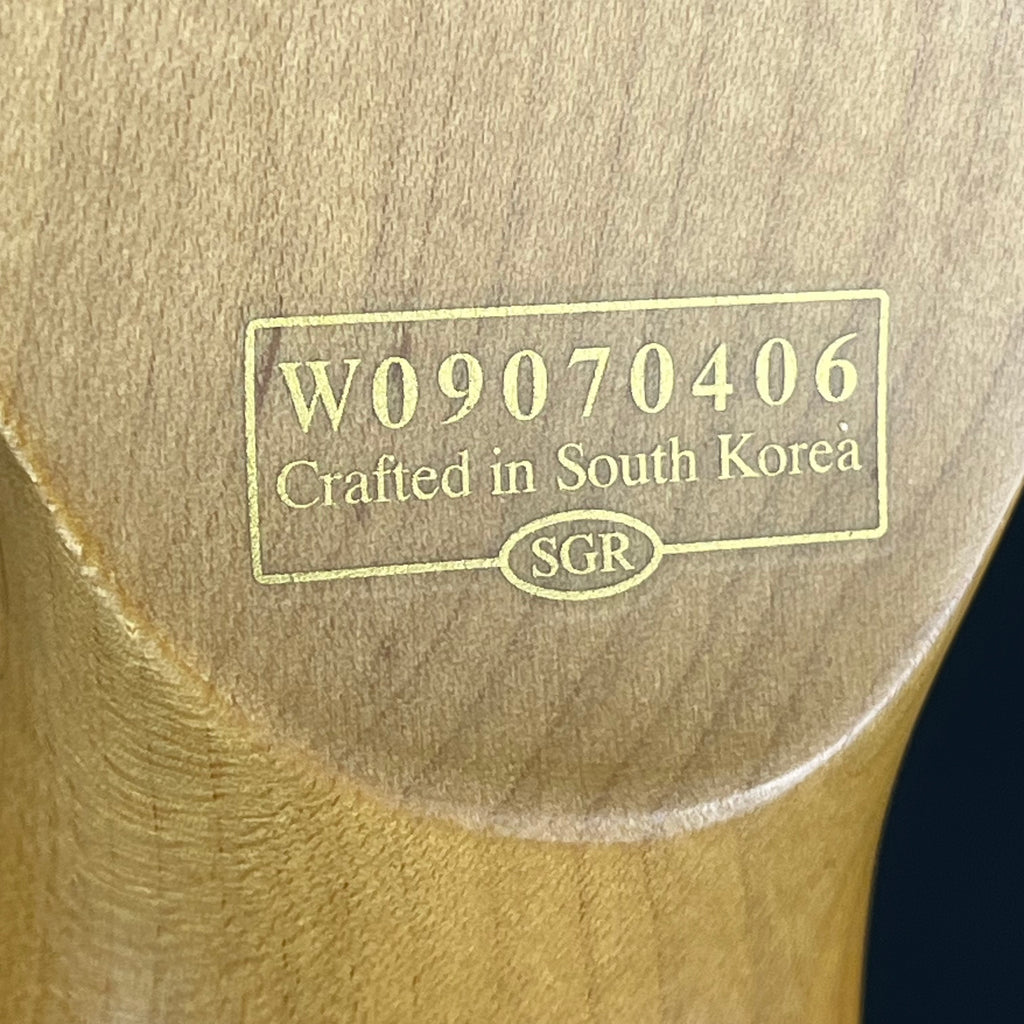 W09070406
Crafted in South Korea
SGR